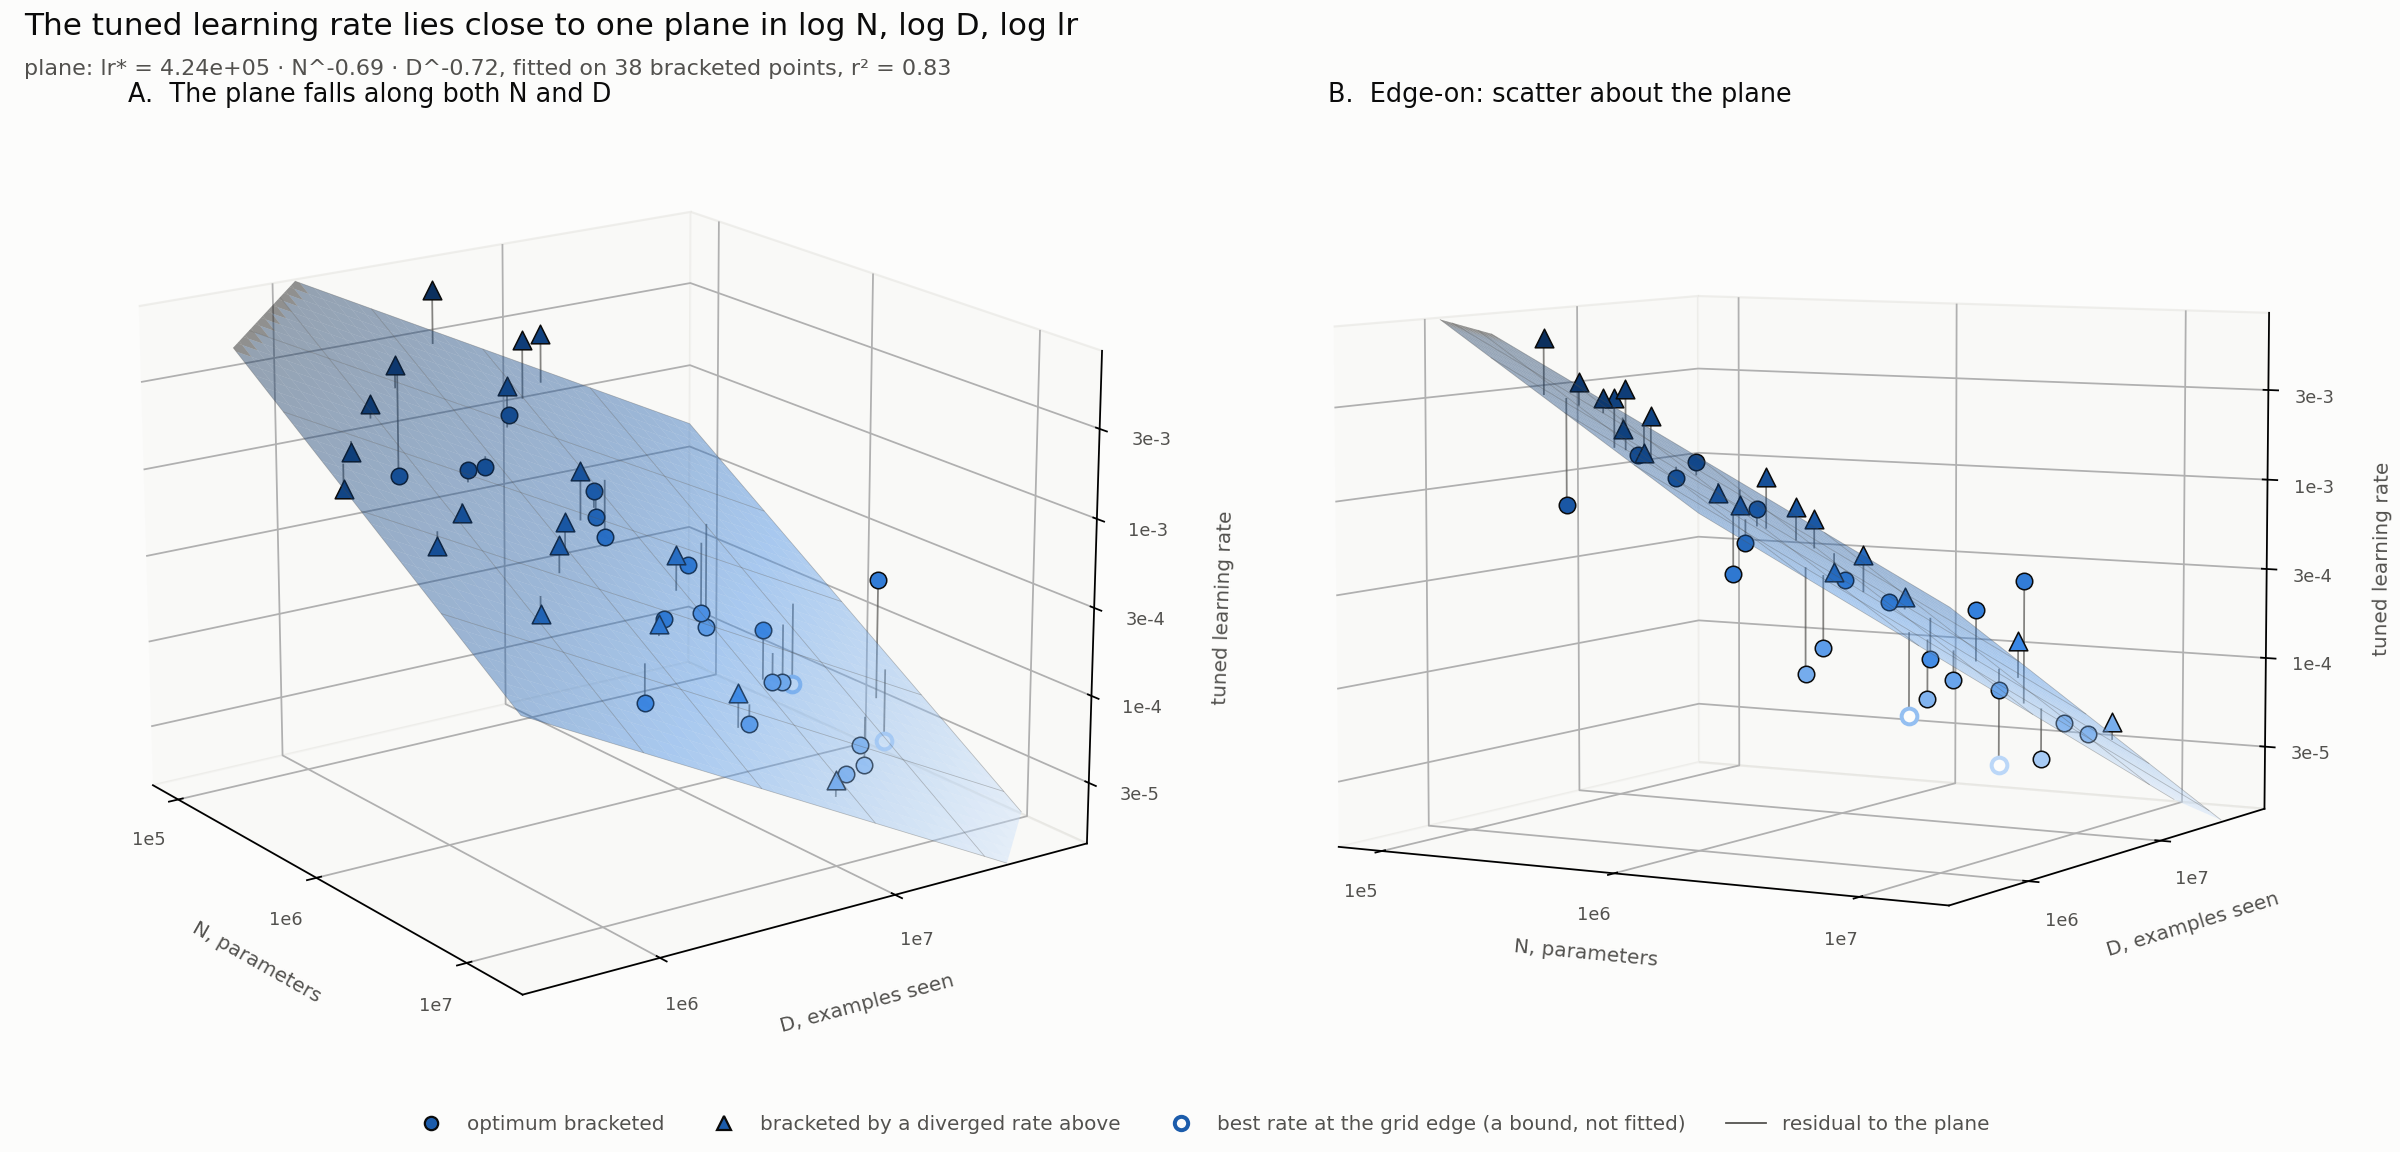 The tuned learning rate lies close to one plane in log N, log D, log lr
plane: lr* = 4.24e+05 · N^-0.69 · D^-0.72, fitted on 38 bracketed points, r² = 0.83
A. The plane falls along both N and D
3e-3
1e-3
3e-4
1e-4
3e-5
tuned learning rate
1e5
1e6
1e7
N, parameters
1e6
1e7
D, examples seen
B. Edge-on: scatter about the plane
3e-3
1e-3
3e-4
1e-4
3e-5
tuned learning rate
1e5
1e6
1e7
N, parameters
1e6
1e7
D, examples seen
optimum bracketed
bracketed by a diverged rate above
best rate at the grid edge (a bound, not fitted)
residual to the plane